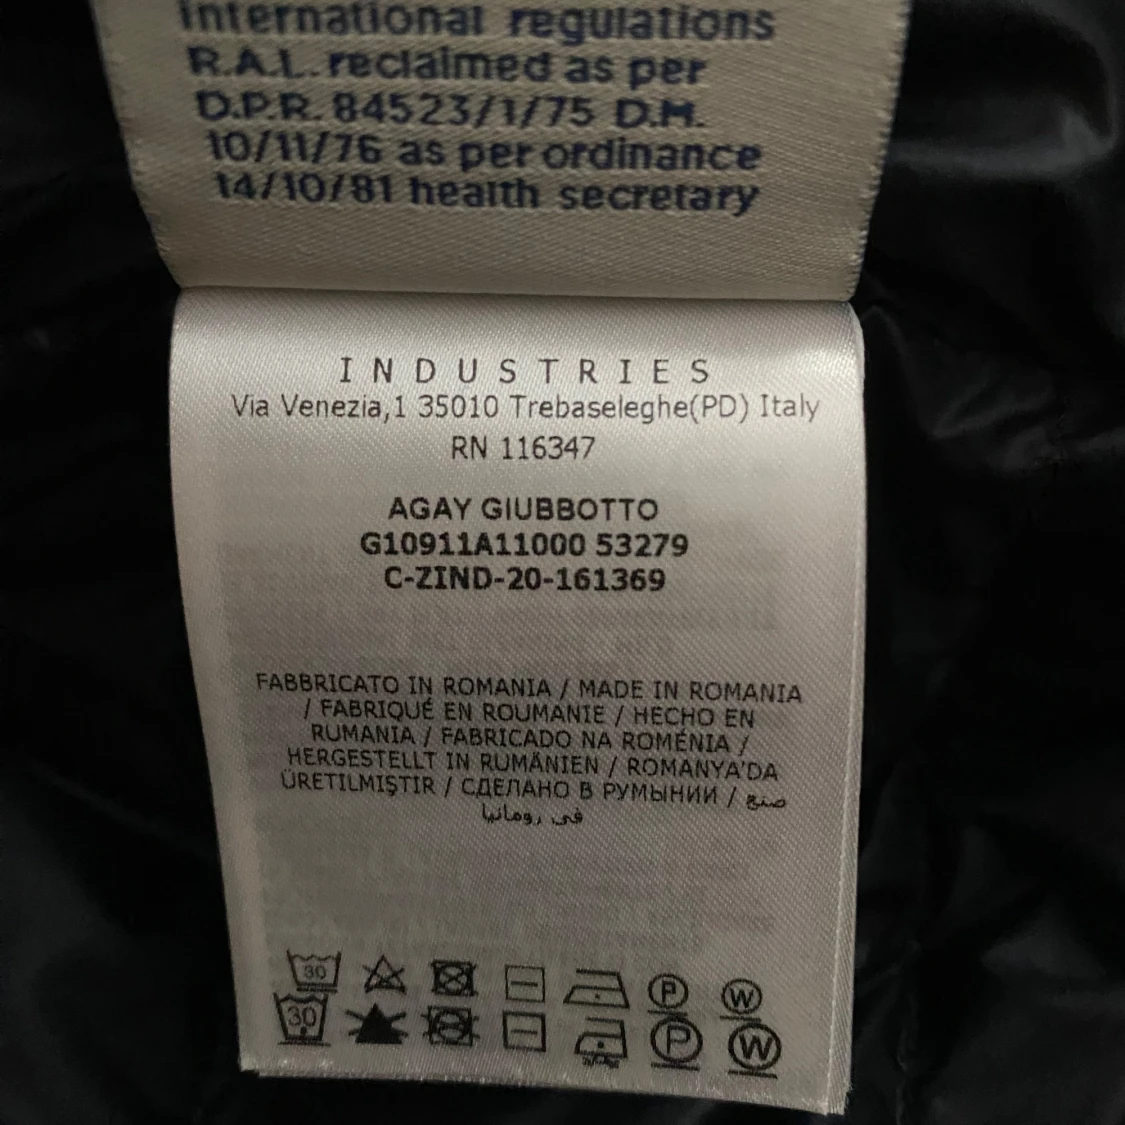 international regulations
R.A.L. reclaimed as per
D.P.R. 84523/1/75 D.M.
10/11/76 as per ordinance
14/10/81 health secretary
INDUSTRIES
Via Venezia,1 35010 Trebaseleghe(PD) Italy
RN 116347
AGAY GIUBBOTTO
G10911A11000 53279
C-ZIND-20-161369
FABBRICATO IN ROMANIA / MADE IN ROMANIA
/ FABRIQUÉ EN ROUMANIE / HECHO EN
RUMANIA / FABRICADO NA ROMÉNIA /
HERGESTELLT IN RUMÄNIEN / ROMANYA'DA
ÜRETILMIŞTIR / СДЕЛАНО В РУМЫНИИ / صنع
في رومانيا
30 P W
30 P W